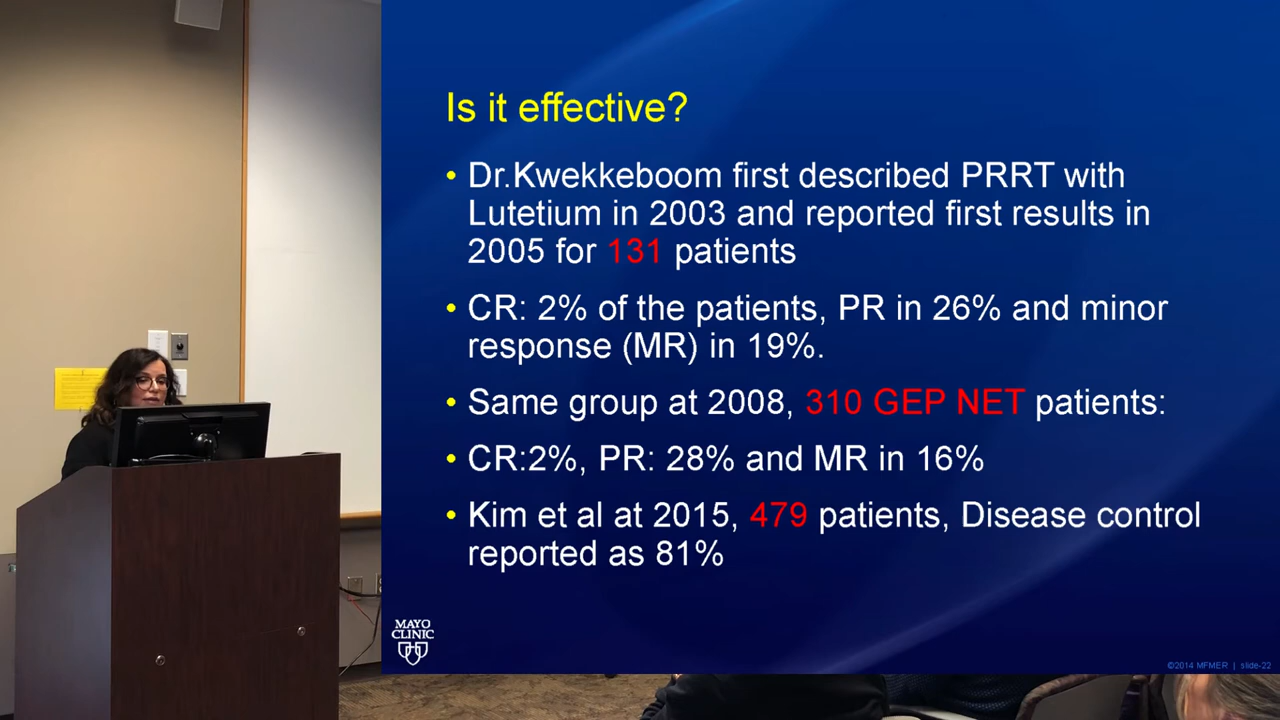 Is it effective?
• Dr.Kwekkeboom first described PRRT with
Lutetium in 2003 and reported first results in
2005 for 131 patients
• CR: 2% of the patients, PR in 26% and minor
response (MR) in 19%.
• Same group at 2008, 310 GEP NET patients:
• CR:2%, PR: 28% and MR in 16%
• Kim et al at 2015, 479 patients, Disease control
reported as 81%
MAYO
CLINIC
©2014 MFMER | slide-22